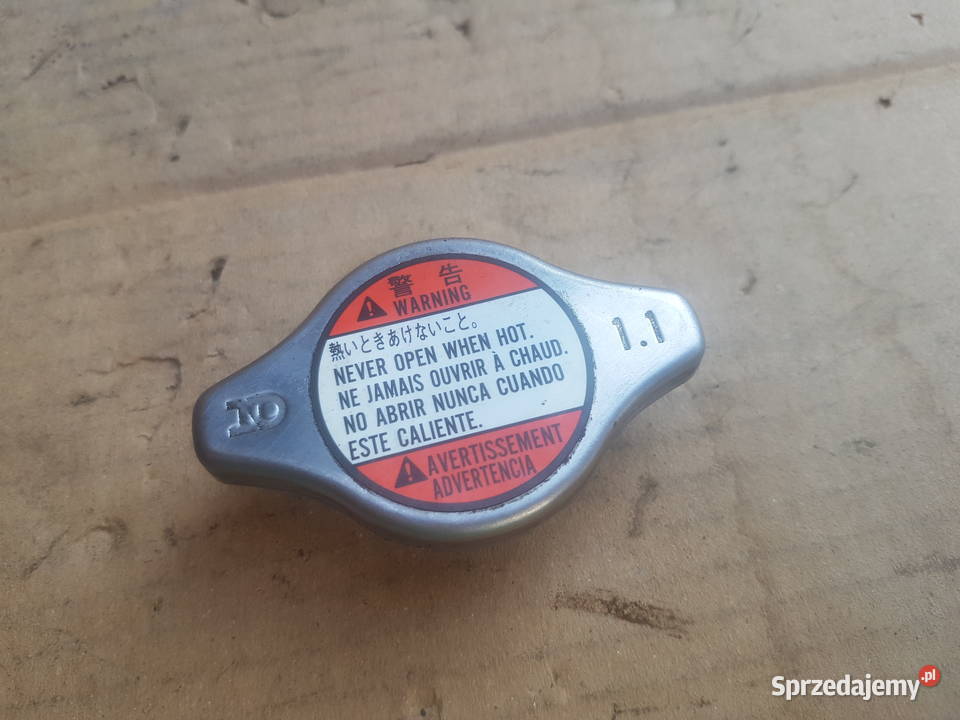 警告
WARNING
熱いときあけないこと。
NEVER OPEN WHEN HOT.
NE JAMAIS OUVRIR À CHAUD.
NO ABRIR NUNCA CUANDO
ESTE CALIENTE.
AVERTISSEMENT
ADVERTENCIA
1.1
Sprzedajemy.pl